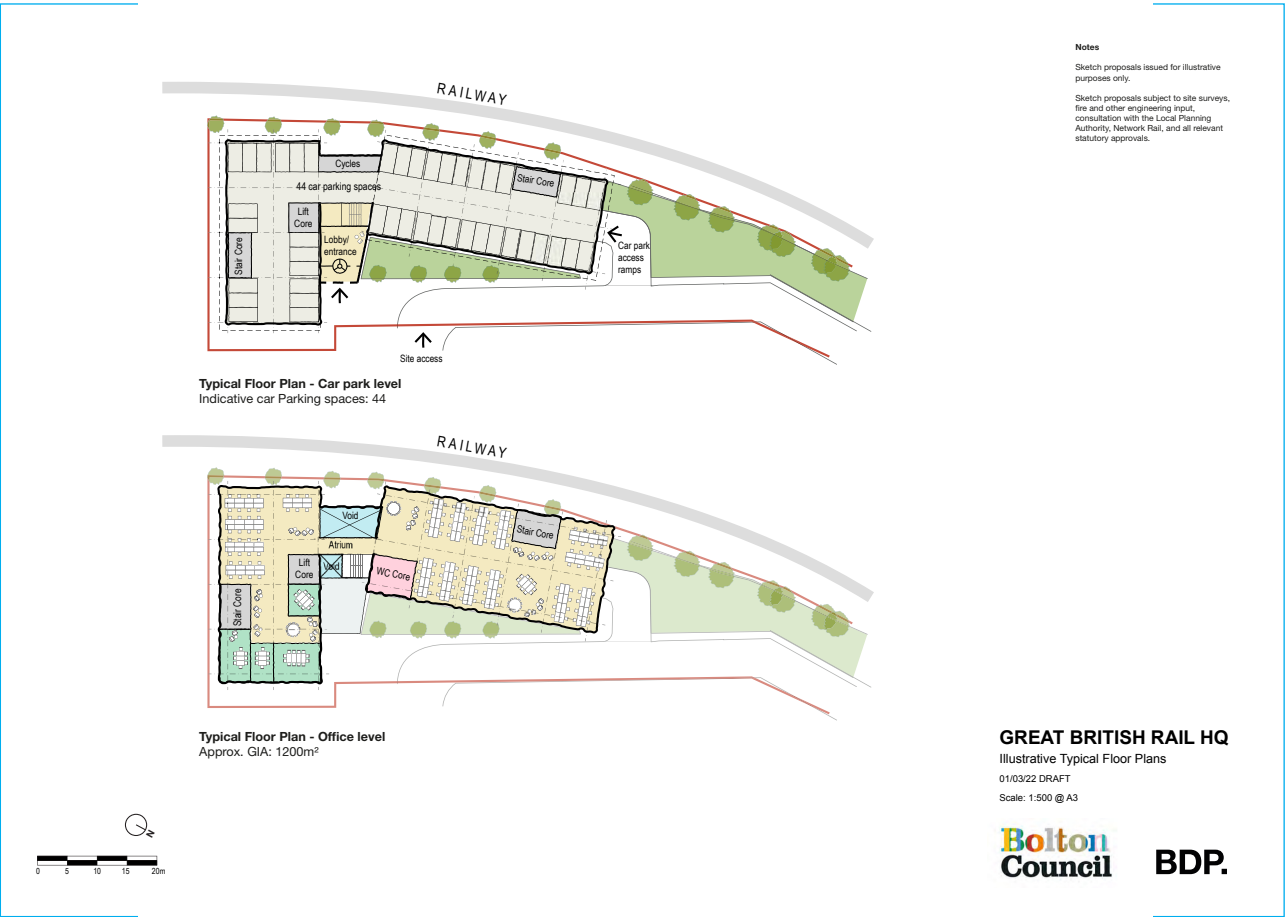 Notes
Sketch proposals issued for illustrative
purposes only.
Sketch proposals subject to site surveys,
fire and other engineering input,
consultation with the Local Planning
Authority, Network Rail, and all relevant
statutory approvals.
RAILWAY
Cycles
44 car parking spaces
Stair Core
Lift
Core
Stair Core
Lobby/
entrance
Car park
access
ramps
Site access
Typical Floor Plan - Car park level
Indicative car Parking spaces: 44
RAILWAY
Void
Stair Core
Atrium
Lift
Core
Void
WC Core
Stair Core
Typical Floor Plan - Office level
Approx. GIA: 1200m²
GREAT BRITISH RAIL HQ
Illustrative Typical Floor Plans
01/03/22 DRAFT
Scale: 1:500 @ A3
N
0 5 10 15 20m
Bolton
Council
BDP.